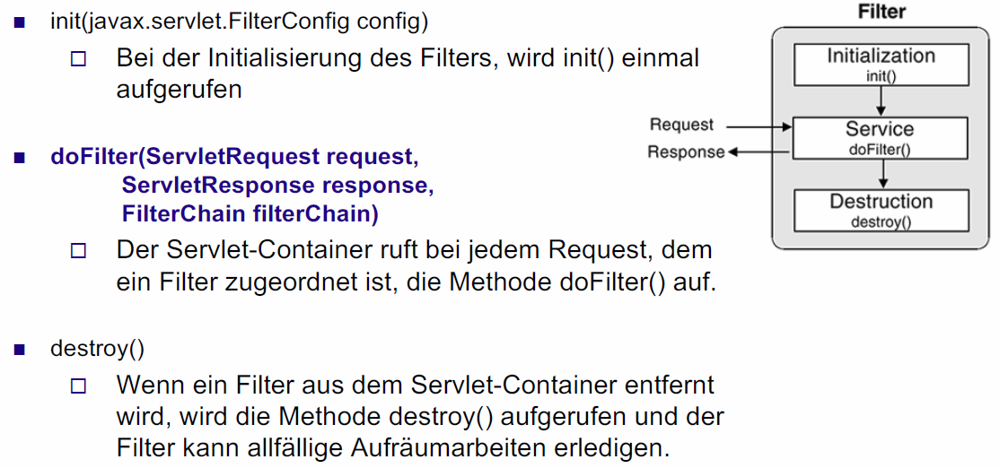 init(javax.servlet.FilterConfig config)
Bei der Initialisierung des Filters, wird init() einmal
aufgerufen
doFilter(ServletRequest request,
ServletResponse response,
FilterChain filterChain)
Der Servlet-Container ruft bei jedem Request, dem
ein Filter zugeordnet ist, die Methode doFilter() auf.
destroy()
Wenn ein Filter aus dem Servlet-Container entfernt
wird, wird die Methode destroy() aufgerufen und der
Filter kann allfällige Aufräumarbeiten erledigen.
Filter
Initialization
init()
Request
Response
Service
doFilter()
Destruction
destroy()